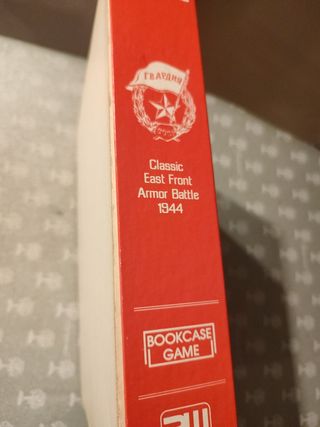 ГВАРДИЯ
Classic
East Front
Armor Battle
1944
BOOKCASE
GAME